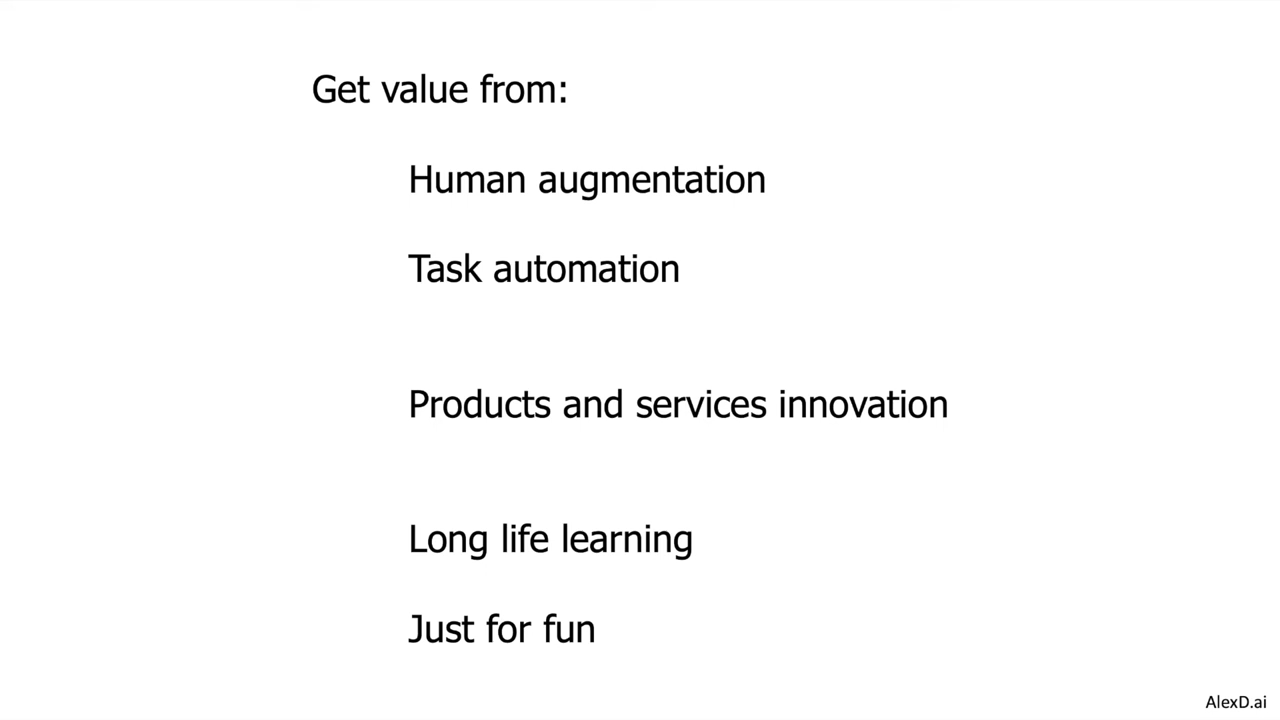 Get value from:
Human augmentation
Task automation
Products and services innovation
Long life learning
Just for fun
AlexD.ai